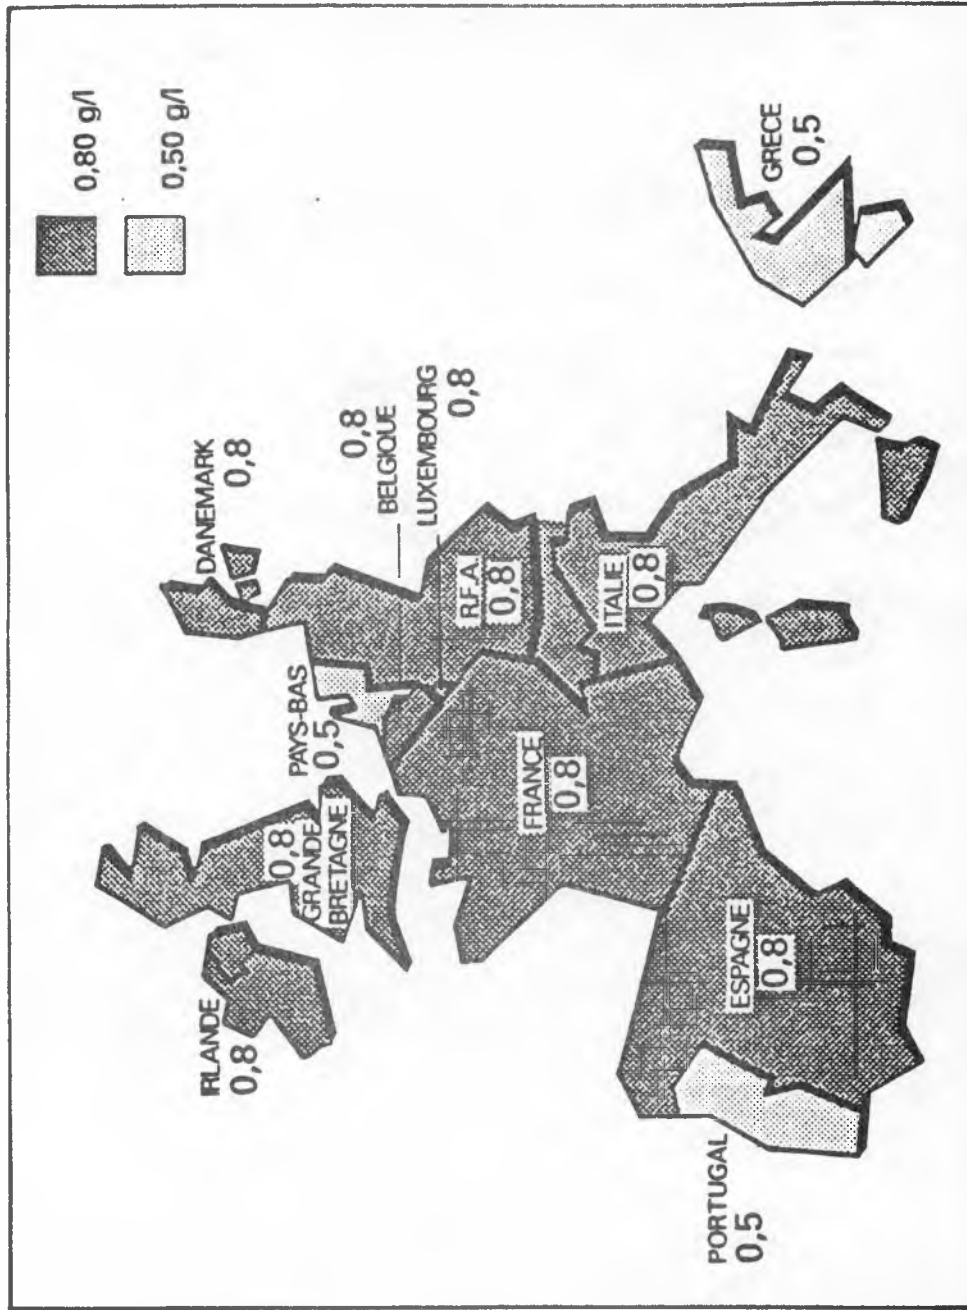 0,80 g/l
0,50 g/l
DANEMARK
0,8
IRLANDE
0,8
0,8
GRANDE
BRETAGNE
PAYS-BAS
0,5
0,8
BELGIQUE
LUXEMBOURG
0,8
R.F.A.
0,8
FRANCE
0,8
ITALIE
0,8
ESPAGNE
0,8
PORTUGAL
0,5
GRECE
0,5